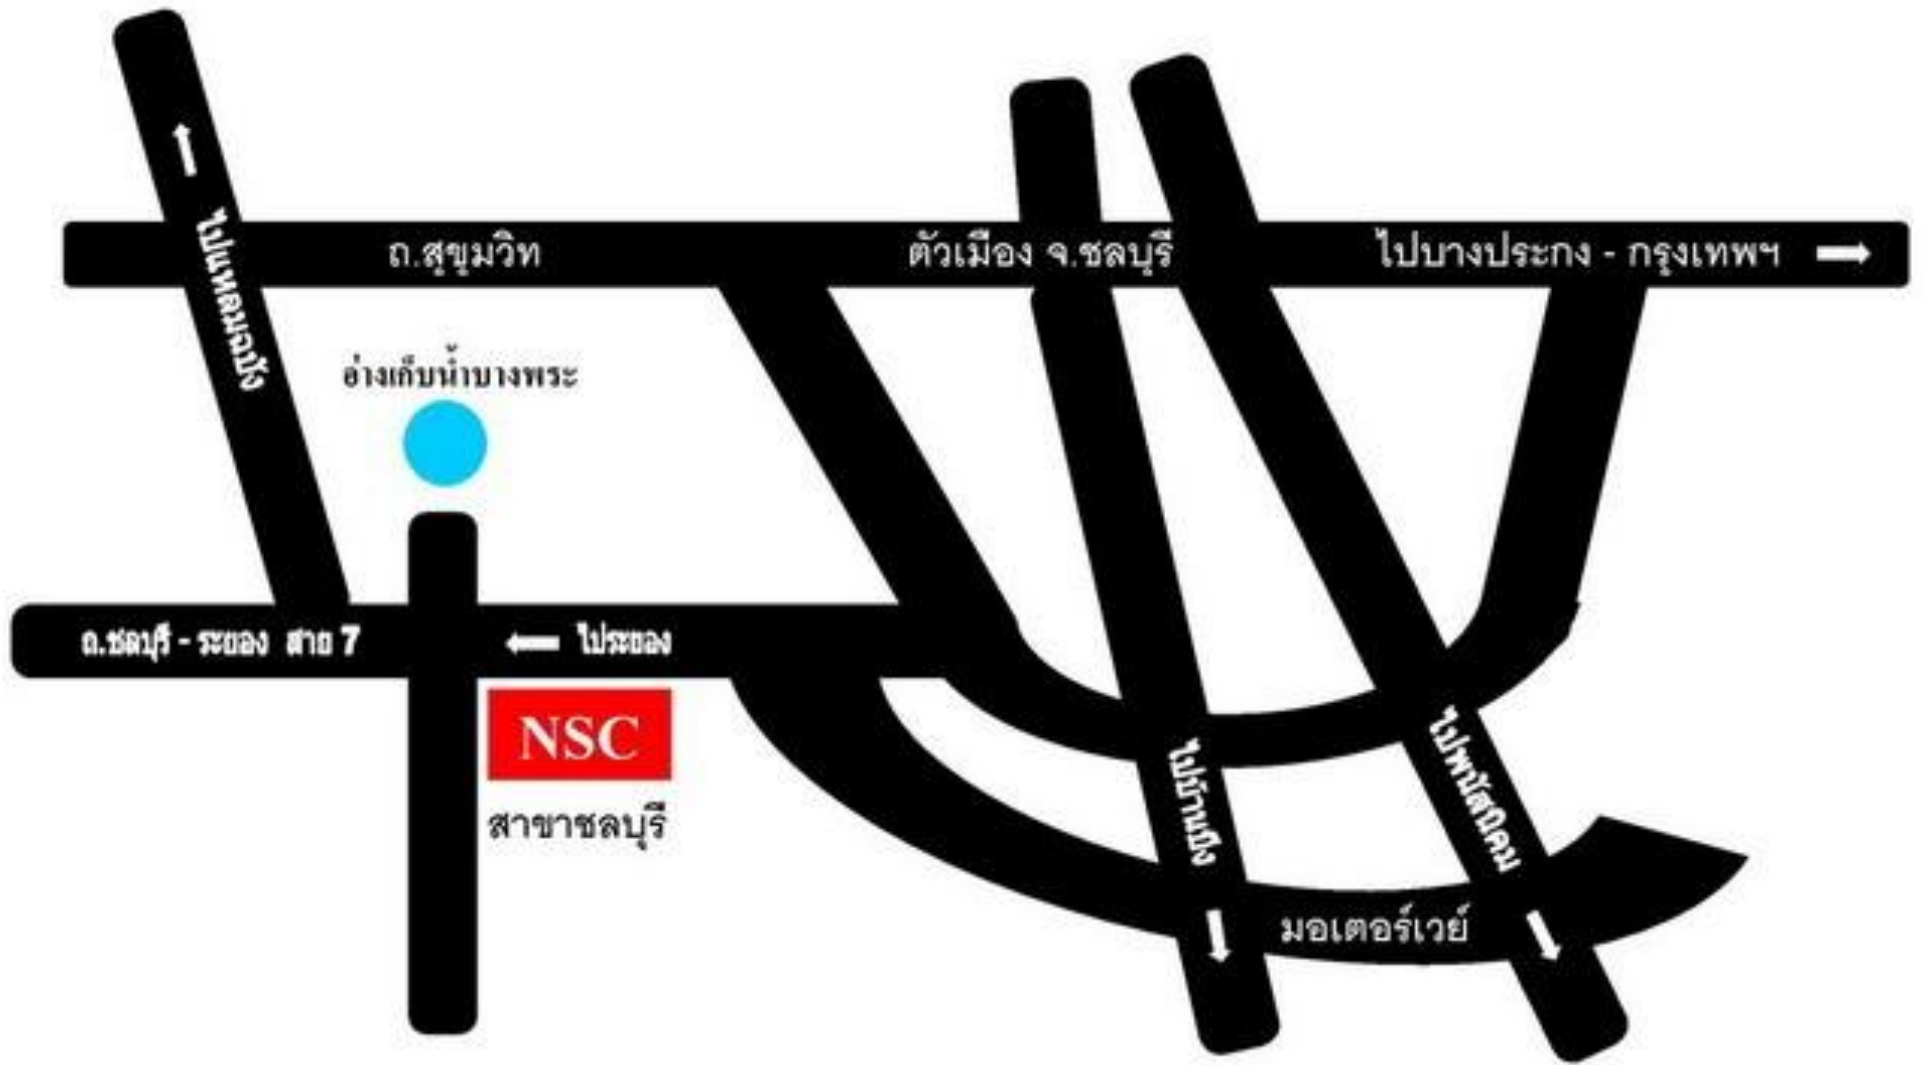 ถ.สุขุมวิท
ตัวเมือง จ.ชลบุรี
ไปบางประกง - กรุงเทพฯ
ไปแหลมฉบัง
อ่างเก็บน้ำบางพระ
ถ.ชลบุรี - ระยอง สาย 7
ไประยอง
NSC
สาขาชลบุรี
ไปบ้านบึง
ไปพนัสนิคม
มอเตอร์เวย์